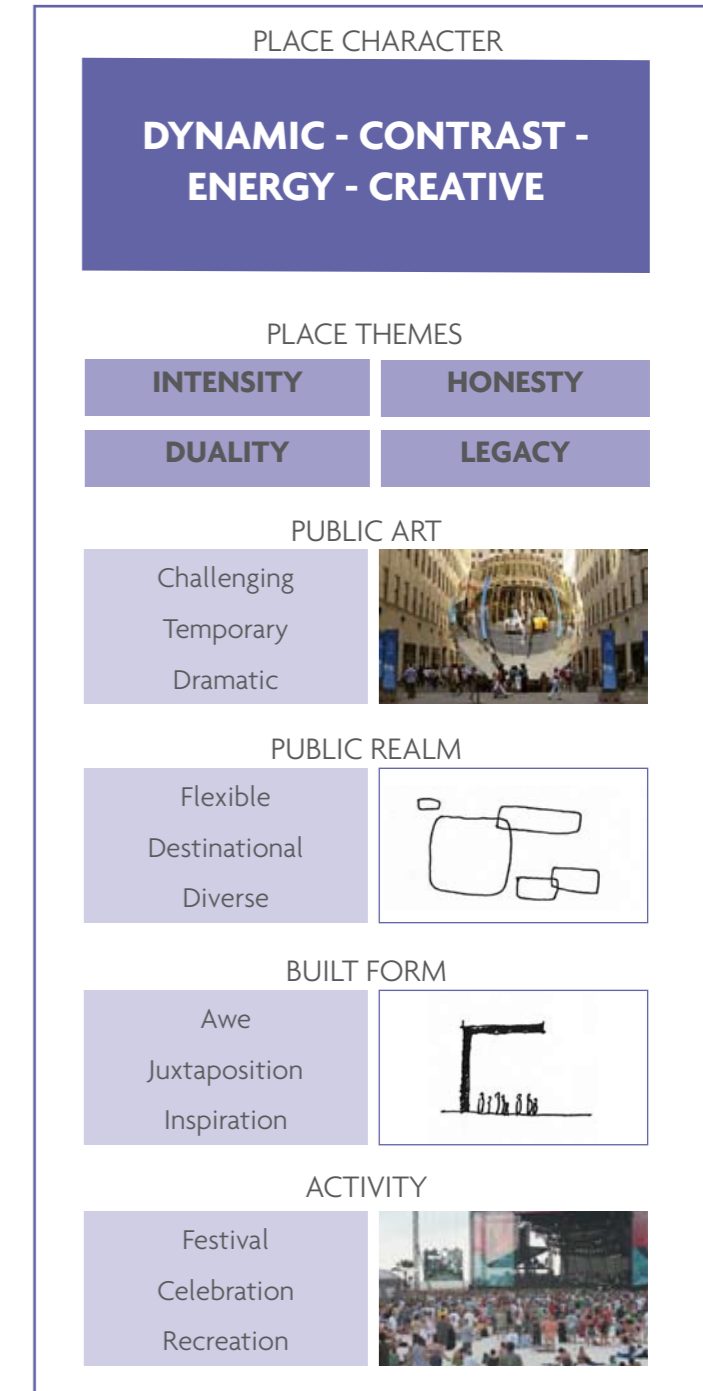 PLACE CHARACTER
DYNAMIC - CONTRAST -
ENERGY - CREATIVE
PLACE THEMES
INTENSITY
HONESTY
DUALITY
LEGACY
PUBLIC ART
Challenging
Temporary
Dramatic
PUBLIC REALM
Flexible
Destinational
Diverse
BUILT FORM
Awe
Juxtaposition
Inspiration
ACTIVITY
Festival
Celebration
Recreation